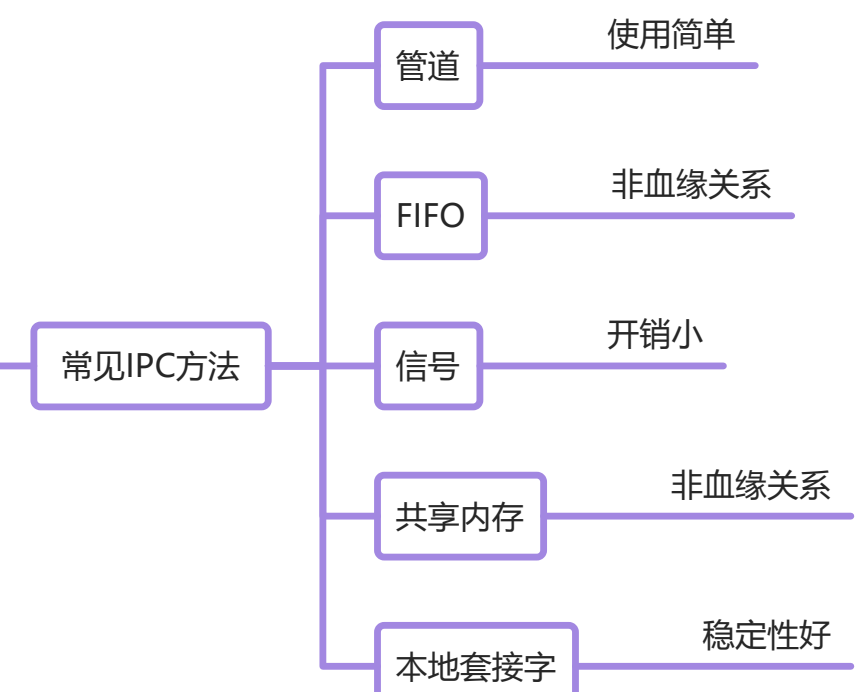 常见IPC方法
管道
使用简单
FIFO
非血缘关系
信号
开销小
共享内存
非血缘关系
本地套接字
稳定性好